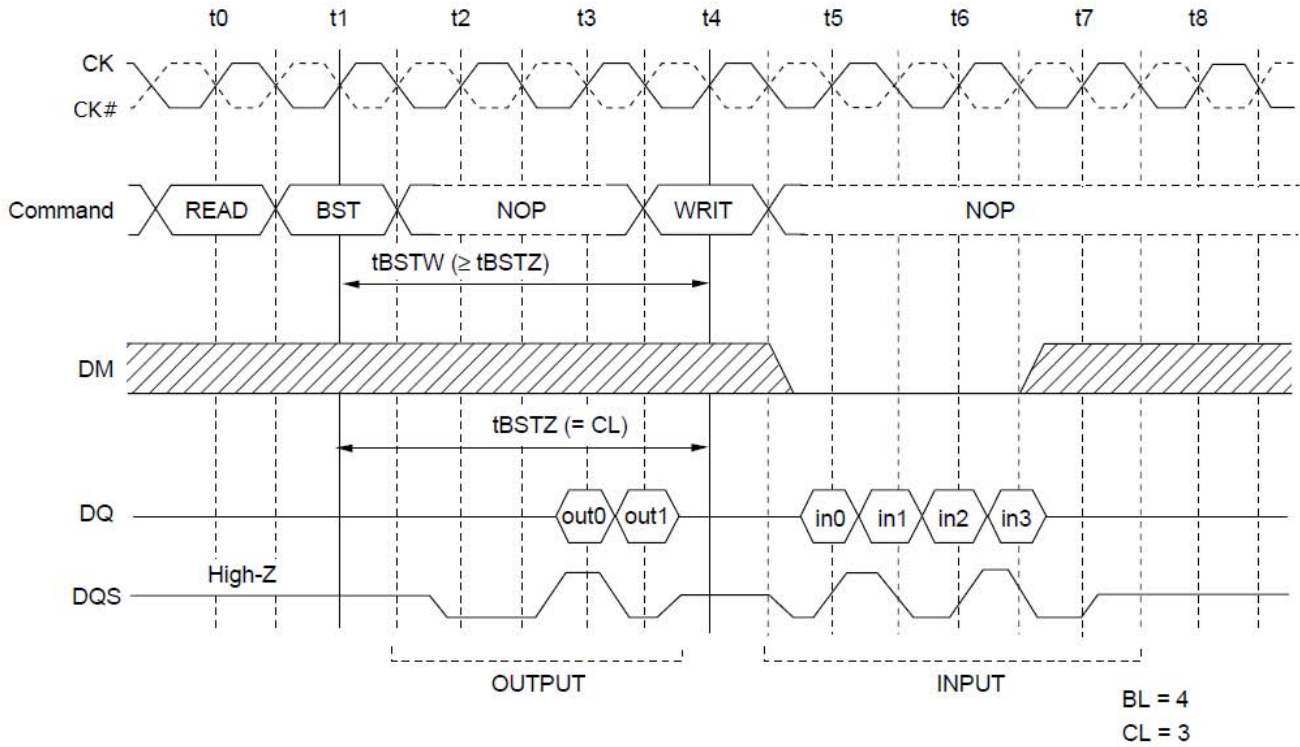 t0 t1 t2 t3 t4 t5 t6 t7 t8
CK
CK#
Command READ BST NOP WRIT NOP
tBSTW (≥ tBSTZ)
DM
tBSTZ (= CL)
DQ out0 out1 in0 in1 in2 in3
High-Z
DQS
OUTPUT INPUT
BL = 4
CL = 3